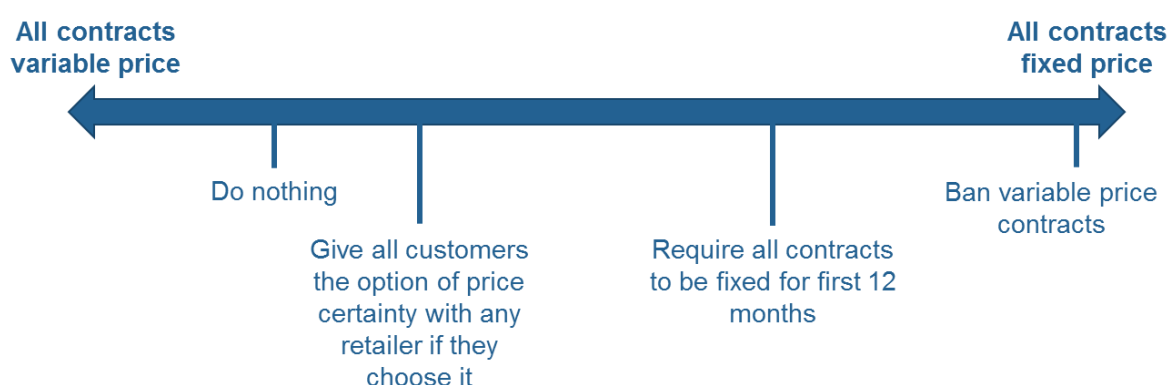 All contracts
variable price
All contracts
fixed price
Do nothing
Give all customers
the option of price
certainty with any
retailer if they
choose it
Require all contracts
to be fixed for first 12
months
Ban variable price
contracts